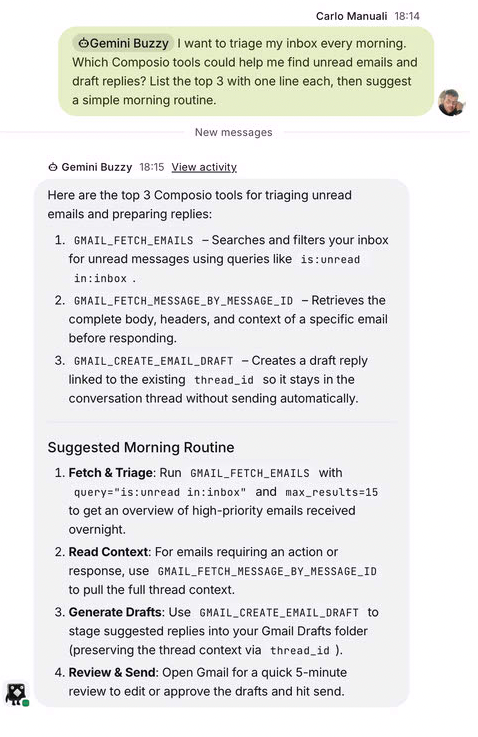 Carlo Manuali 18:14
Gemini Buzzy I want to triage my inbox every morning.
Which Composio tools could help me find unread emails and
draft replies? List the top 3 with one line each, then suggest
a simple morning routine.
New messages
Gemini Buzzy 18:15 View activity
Here are the top 3 Composio tools for triaging unread
emails and preparing replies:
1. GMAIL_FETCH_EMAILS – Searches and filters your inbox
for unread messages using queries like is:unread
in:inbox .
2. GMAIL_FETCH_MESSAGE_BY_MESSAGE_ID – Retrieves the
complete body, headers, and context of a specific email
before responding.
3. GMAIL_CREATE_EMAIL_DRAFT – Creates a draft reply
linked to the existing thread_id so it stays in the
conversation thread without sending automatically.
Suggested Morning Routine
1. Fetch & Triage: Run GMAIL_FETCH_EMAILS with
query="is:unread in:inbox" and max_results=15
to get an overview of high-priority emails received
overnight.
2. Read Context: For emails requiring an action or
response, use GMAIL_FETCH_MESSAGE_BY_MESSAGE_ID
to pull the full thread context.
3. Generate Drafts: Use GMAIL_CREATE_EMAIL_DRAFT to
stage suggested replies into your Gmail Drafts folder
(preserving the thread context via thread_id ).
4. Review & Send: Open Gmail for a quick 5-minute
review to edit or approve the drafts and hit send.